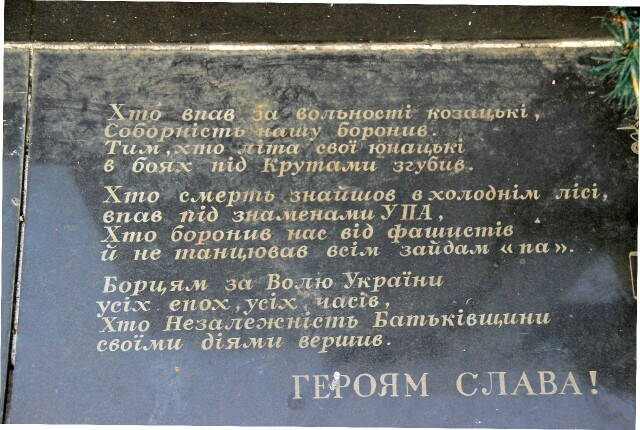 Хто впав за вольності козацькі,
Соборність нашу боронив.
Тим, хто літа свої юнацькі
в боях під Крутами згубив.
Хто смерть знайшов в холоднім лісі,
впав під знаменами УПА,
Хто боронив нас від фашистів
й не танцював всім зайдам «па».
Борцям за Волю України
усіх епох, усіх часів,
Хто Незалежність Батьківщини
своїми діями вершив.
ГЕРОЯМ СЛАВА!